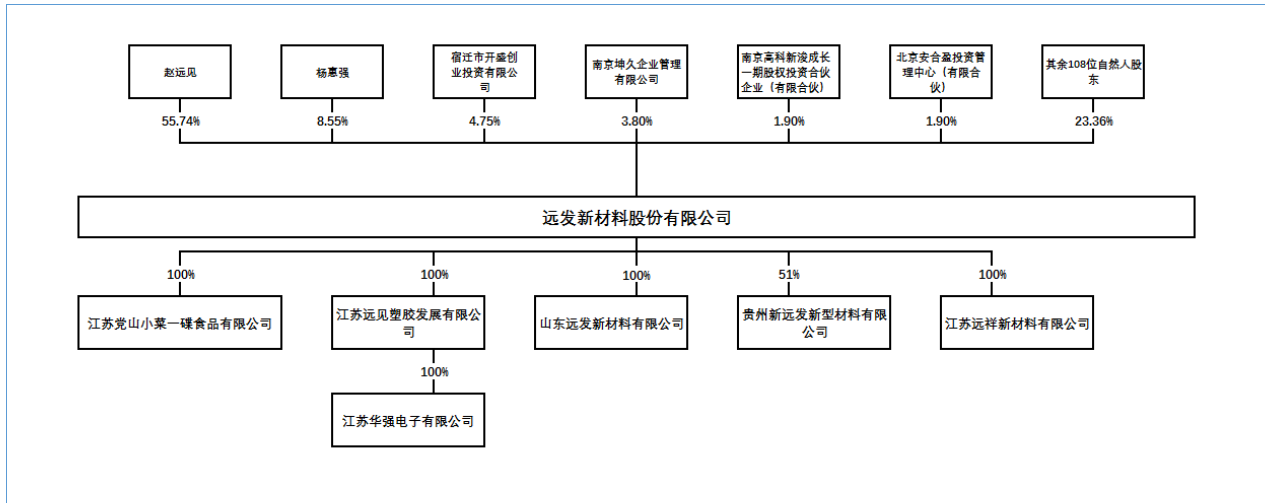 赵远见
杨惠强
宿迁市开盛创
业投资有限公
司
南京坤久企业管理
有限公司
南京高科新浚成长
一期股权投资合伙
企业（有限合伙）
北京安合盈投资管
理中心（有限合
伙）
其余108位自然人股
东
55.74%
8.55%
4.75%
3.80%
1.90%
1.90%
23.36%
远发新材料股份有限公司
100%
100%
100%
51%
100%
江苏党山小菜一碟食品有限公司
江苏远见塑胶发展有限公
司
山东远发新材料有限公司
贵州新远发新型材料有限
公司
江苏远祥新材料有限公司
100%
江苏华强电子有限公司